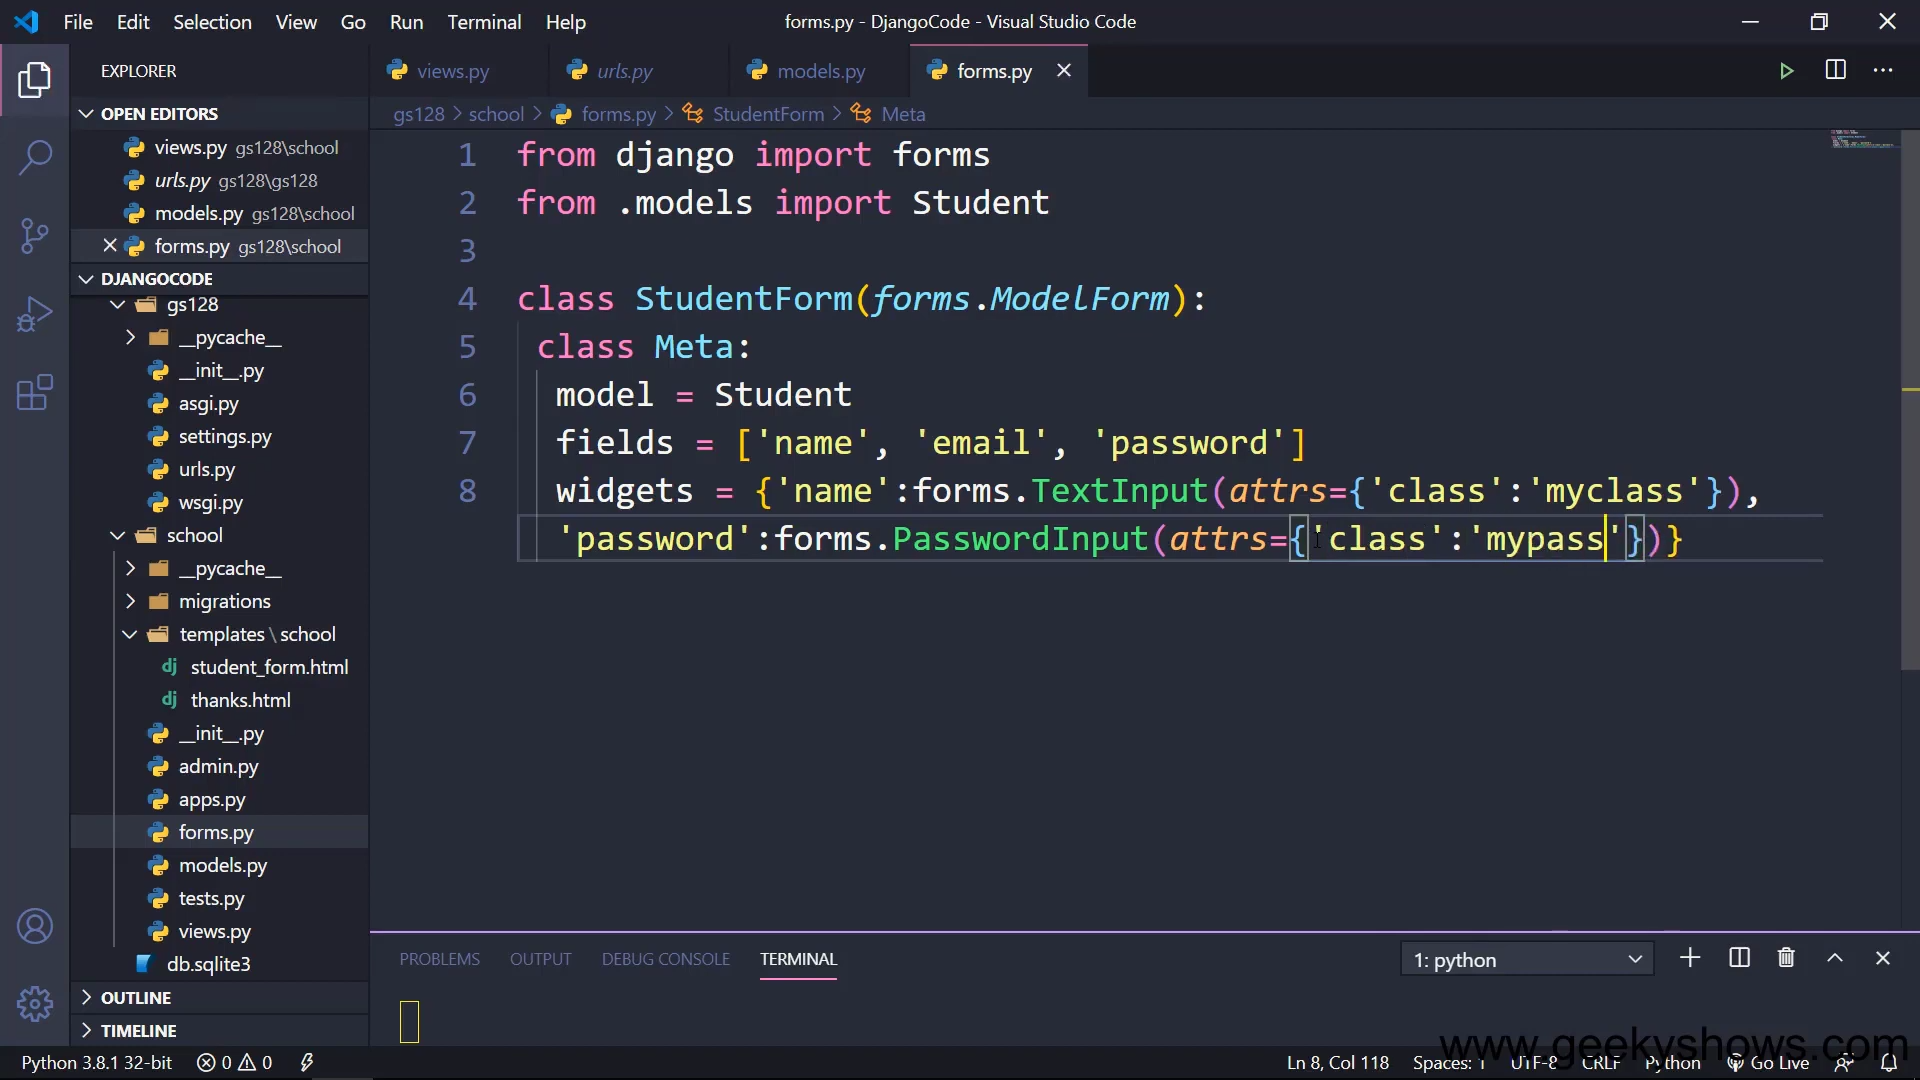 File Edit Selection View Go Run Terminal Help forms.py - DjangoCode - Visual Studio Code
EXPLORER
views.py urls.py models.py forms.py
OPEN EDITORS
views.py gs128\school
urls.py gs128\gs128
models.py gs128\school
forms.py gs128\school
DJANGOCODE
gs128
__pycache__
__init__.py
asgi.py
settings.py
urls.py
wsgi.py
school
__pycache__
migrations
templates\school
student_form.html
thanks.html
__init__.py
admin.py
apps.py
forms.py
models.py
tests.py
views.py
db.sqlite3
OUTLINE
TIMELINE
gs128 > school > forms.py > StudentForm > Meta
1 from django import forms
2 from .models import Student
3
4 class StudentForm(forms.ModelForm):
5 class Meta:
6 model = Student
7 fields = ['name', 'email', 'password']
8 widgets = {'name':forms.TextInput(attrs={'class':'myclass'}),
'password':forms.PasswordInput(attrs={'class':'mypass'})}
PROBLEMS OUTPUT DEBUG CONSOLE TERMINAL 1: python
www.geekyshows.com
Python 3.8.1 32-bit 0 0 Ln 8, Col 118 Spaces: 1 UTF-8 CRLF Python Go Live